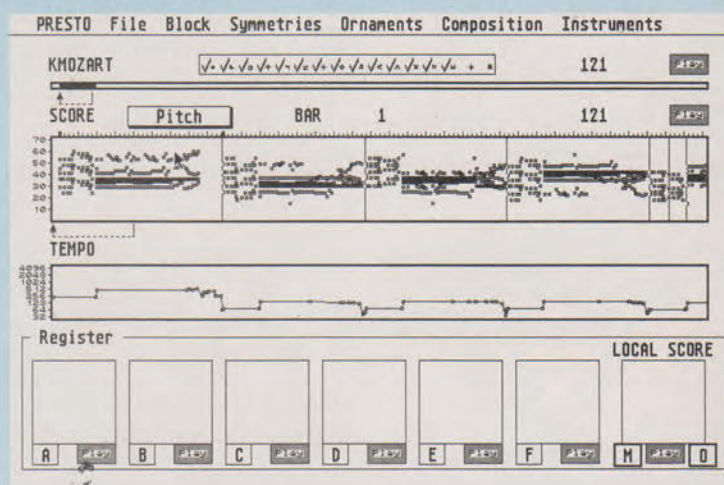 PRESTO File Block Symmetries Ornaments Composition Instruments
KMOZART 121 Play
SCORE Pitch BAR 1 121 Play
70
60
50
40
30
20
10
TEMPO
4096
Register
LOCAL SCORE
A Play B Play C Play D Play E Play F Play M Play O